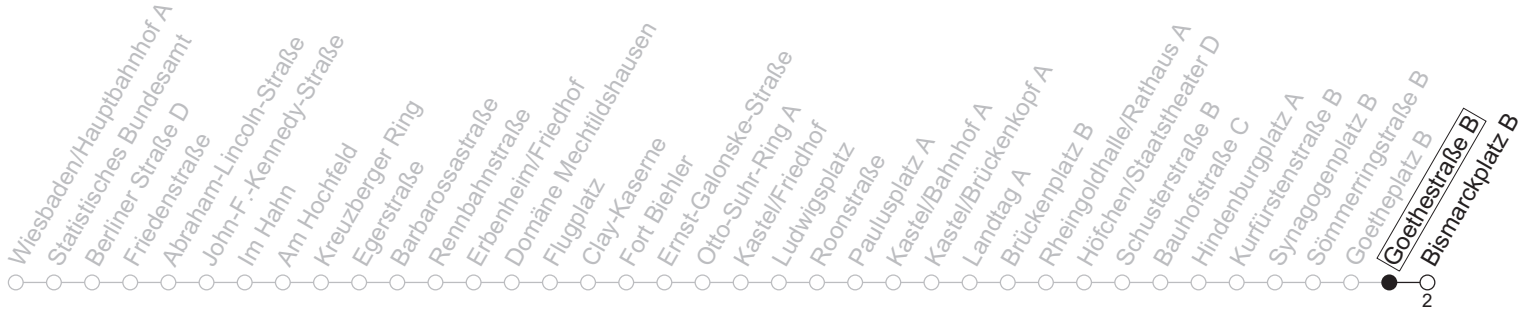 Wiesbaden/Hauptbahnhof A
Statistisches Bundesamt
Berliner Straße D
Friedenstraße
Abraham-Lincoln-Straße
John-F.-Kennedy-Straße
Im Hahn
Am Hochfeld
Kreuzberger Ring
Egerstraße
Barbarossastraße
Rennbahnstraße
Erbenheim/Friedhof
Domäne Mechtildshausen
Flugplatz
Clay-Kaserne
Fort Biehler
Ernst-Galonske-Straße
Otto-Suhr-Ring A
Kastel/Friedhof
Ludwigsplatz
Roonstraße
Paulusplatz A
Kastel/Bahnhof A
Kastel/Brückenkopf A
Landtag A
Brückenplatz B
Rheingoldhalle/Rathaus A
Höfchen/Staatstheater D
Schusterstraße B
Bauhofstraße C
Hindenburgplatz A
Kurfürstenstraße B
Synagogenplatz B
Sömmerringstraße B
Goetheplatz B
Goethestraße B
Bismarckplatz B
2